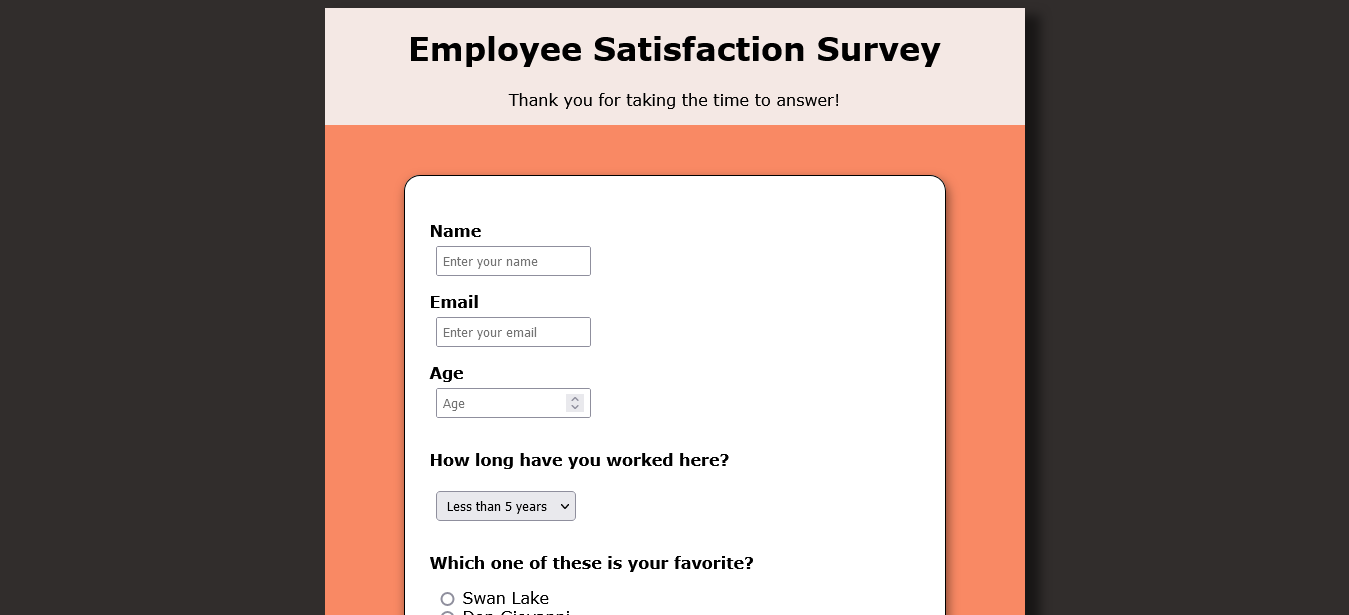 Employee Satisfaction Survey
Thank you for taking the time to answer!
Name
Enter your name
Email
Enter your email
Age
Age
How long have you worked here?
Less than 5 years
Which one of these is your favorite?
Swan Lake
Don Giovanni